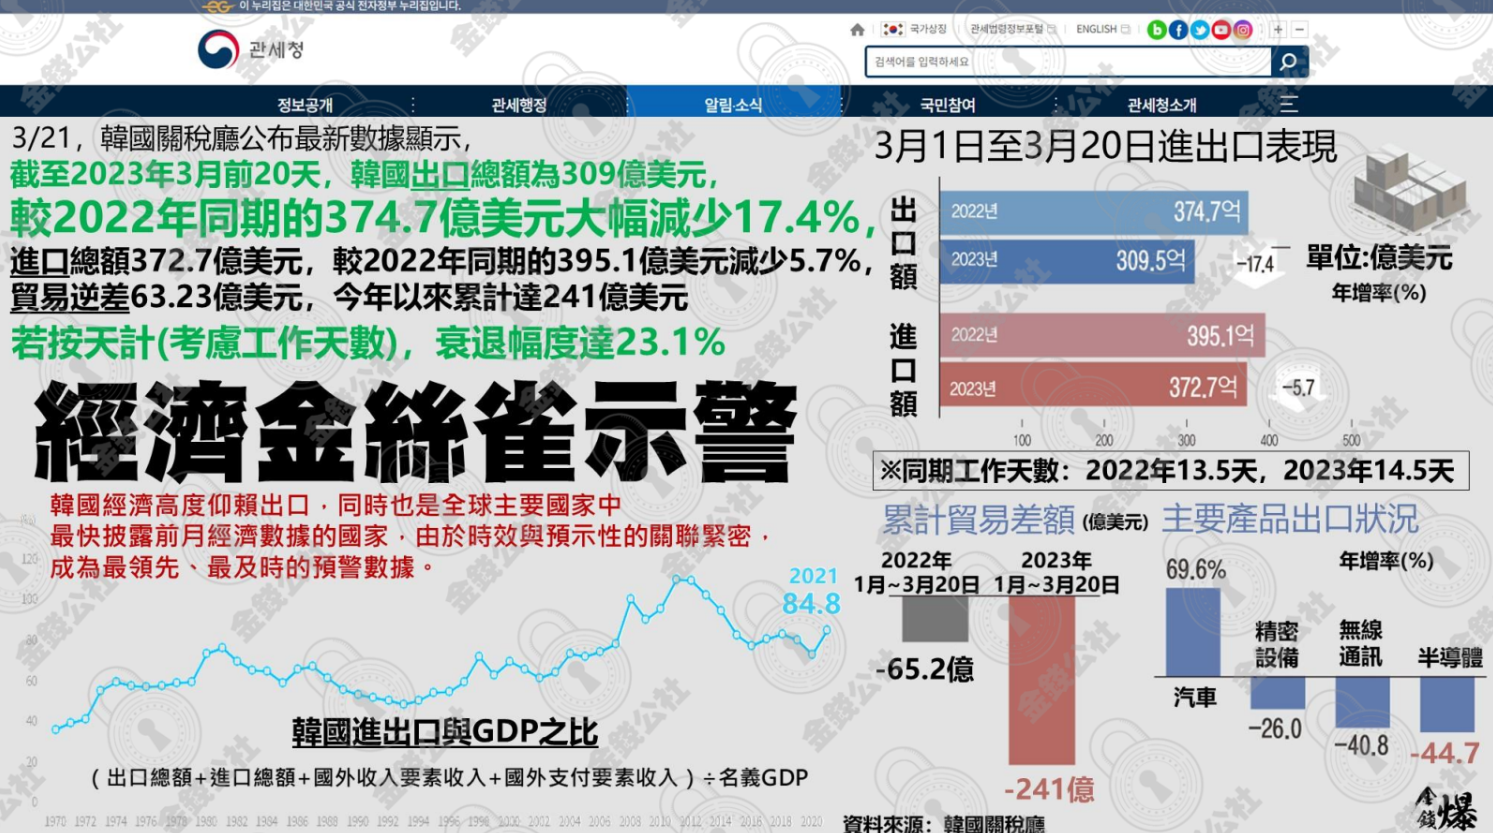 이 누리집은 대한민국 공식 전자정부 누리집입니다.
관세청
국가상징 관세법령정보포털 ENGLISH
검색어를 입력하세요
정보공개 관세행정 알림·소식 국민참여 관세청소개
3/21，韓國關稅廳公布最新數據顯示，
截至2023年3月前20天，韓國出口總額為309億美元，
較2022年同期的374.7億美元大幅減少17.4%，
進口總額372.7億美元，較2022年同期的395.1億美元減少5.7%，
貿易逆差63.23億美元，今年以來累計達241億美元
若按天計(考慮工作天數)，衰退幅度達23.1%
經濟金絲雀示警
韓國經濟高度仰賴出口，同時也是全球主要國家中
最快披露前月經濟數據的國家，由於時效與預示性的關聯緊密，
成為最領先、最及時的預警數據。
(%)
120
100
80
60
40
20
0
2021
84.8
韓國進出口與GDP之比
（出口總額+進口總額+國外收入要素收入+國外支付要素收入）÷名義GDP
1970 1972 1974 1976 1978 1980 1982 1984 1986 1988 1990 1992 1994 1996 1998 2000 2002 2004 2006 2008 2010 2012 2014 2016 2018 2020
3月1日至3月20日進出口表現
出口額
2022년 374.7억
2023년 309.5억 -17.4
單位:億美元
年增率(%)
進口額
2022년 395.1억
2023년 372.7억 -5.7
100 200 300 400 500
※同期工作天數：2022年13.5天，2023年14.5天
累計貿易差額 (億美元)
2022年
1月~3月20日
2023年
1月~3月20日
-65.2億
-241億
主要產品出口狀況
年增率(%)
69.6%
汽車
精密
設備
-26.0
無線
通訊
-40.8
半導體
-44.7
資料來源：韓國關稅廳
金錢爆
金錢公社